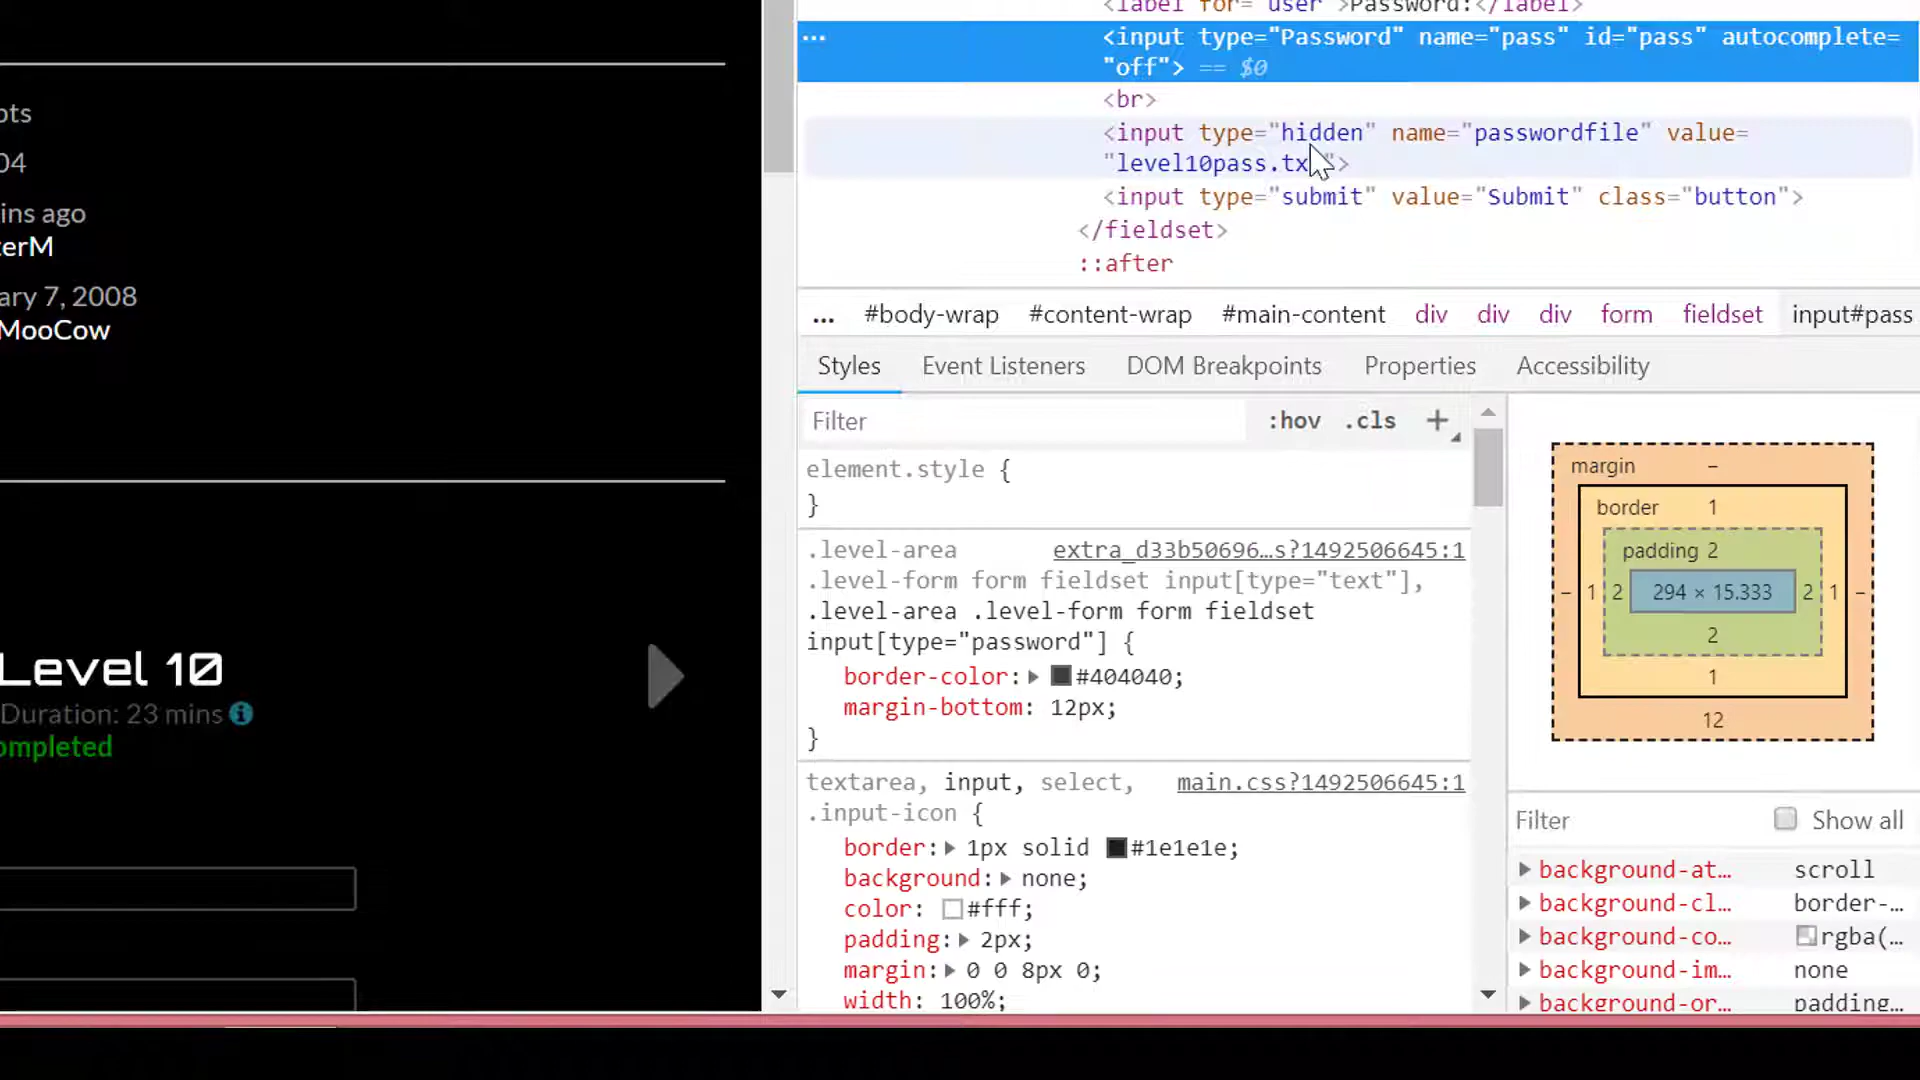 pts
04
ins ago
terM
ary 7, 2008
MooCow
Level 10
Duration: 23 mins
ompleted
<label for="user">Password:</label>
... <input type="Password" name="pass" id="pass" autocomplete=
"off"> == $0
<br>
<input type="hidden" name="passwordfile" value=
"level10pass.tx">
<input type="submit" value="Submit" class="button">
</fieldset>
::after
... #body-wrap #content-wrap #main-content div div div form fieldset input#pass
Styles Event Listeners DOM Breakpoints Properties Accessibility
Filter :hov .cls +
element.style {
}
.level-area extra_d33b50696…s?1492506645:1
.level-form form fieldset input[type="text"],
.level-area .level-form form fieldset
input[type="password"] {
border-color: #404040;
margin-bottom: 12px;
}
textarea, input, select, main.css?1492506645:1
.input-icon {
border: 1px solid #1e1e1e;
background: none;
color: #fff;
padding: 2px;
margin: 0 0 8px 0;
width: 100%;
margin –
border 1
padding 2
– 1 2 294 × 15.333 2 1 –
2
1
12
Filter Show all
background-at… scroll
background-cl… border-…
background-co… rgba(…
background-im… none
background-or… padding…